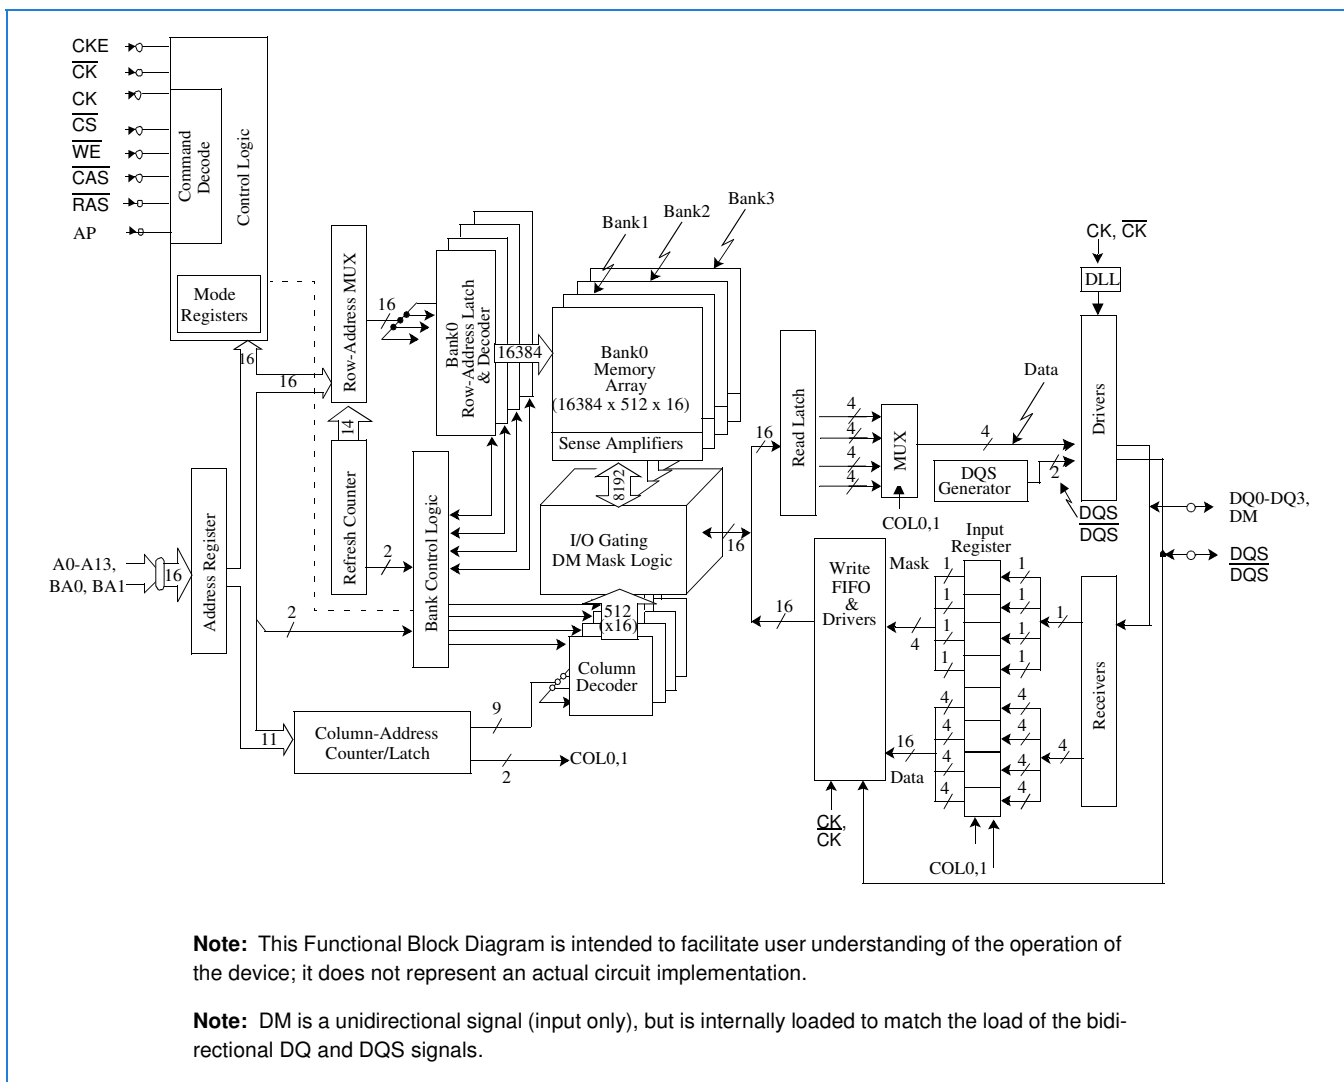 CKE
CK
CK
CS
WE
CAS
RAS
AP
Command
Decode
Control Logic
Mode
Registers
16
16
Row-Address MUX
14
Refresh Counter
16
Bank0
Row-Address Latch
& Decoder
16384
Bank1
Bank2
Bank3
Bank0
Memory
Array
(16384 x 512 x 16)
Sense Amplifiers
8192
I/O Gating
DM Mask Logic
16
512
(x16)
Column
Decoder
Bank Control Logic
2
2
A0-A13,
BA0, BA1
16
Address Register
11
Column-Address
Counter/Latch
9
2
COL0,1
16
Read Latch
4
4
4
4
MUX
COL0,1
4
Data
DQS
Generator
2
DQS
DQS
CK, CK
DLL
Drivers
DQ0-DQ3,
DM
DQS
DQS
Input
Register
Write
FIFO
&
Drivers
Mask
16
4
1
1
1
1
1
1
1
1
1
Receivers
4
4
4
4
4
4
4
4
4
16
Data
CK,
CK
COL0,1
Note: This Functional Block Diagram is intended to facilitate user understanding of the operation of
the device; it does not represent an actual circuit implementation.
Note: DM is a unidirectional signal (input only), but is internally loaded to match the load of the bidi-
rectional DQ and DQS signals.